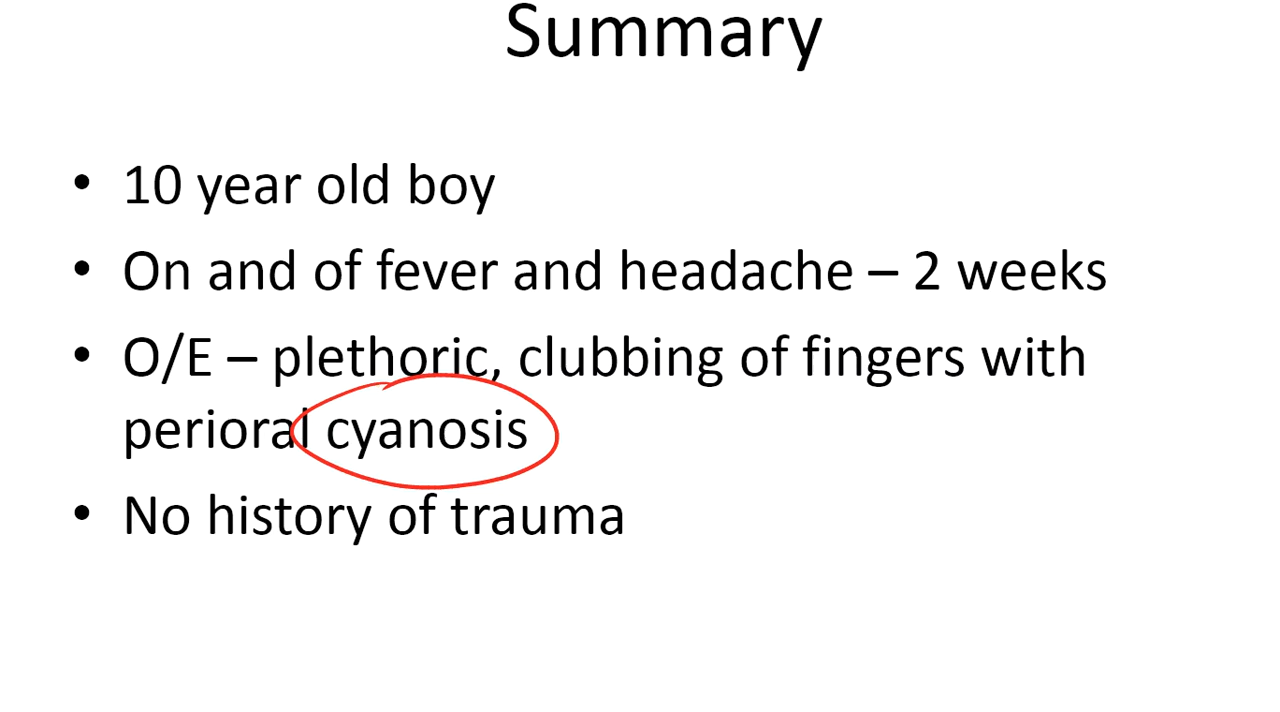 Summary
• 10 year old boy
• On and of fever and headache – 2 weeks
• O/E – plethoric, clubbing of fingers with
perioral cyanosis
• No history of trauma